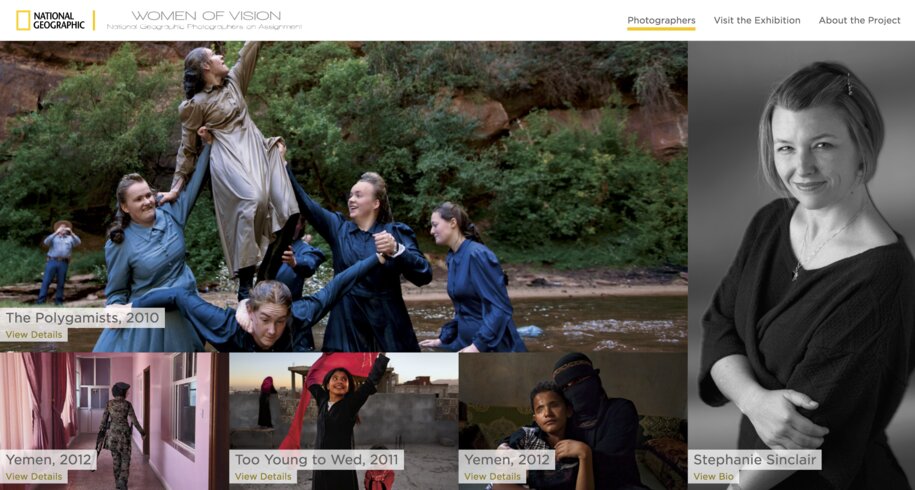 NATIONAL
GEOGRAPHIC
WOMEN OF VISION
National Geographic Photographers on Assignment
Photographers
Visit the Exhibition
About the Project
The Polygamists, 2010
View Details
Yemen, 2012
View Details
Too Young to Wed, 2011
View Details
Yemen, 2012
View Details
Stephanie Sinclair
View Bio